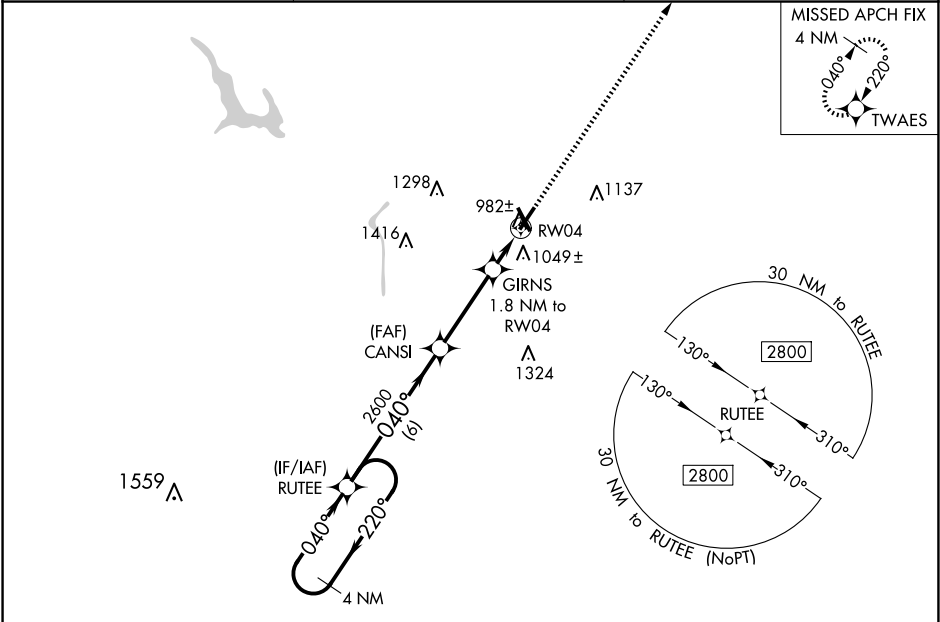 MISSED APCH FIX
4 NM
040°
220°
TWAES
1298
1137
982±
RW04
1416
1049±
GIRNS
1.8 NM to
RW04
(FAF)
CANSI
1324
2600
040°
(6)
(IF/IAF)
RUTEE
1559
040°
220°
4 NM
30 NM to RUTEE
130°
2800
310°
RUTEE
130°
310°
2800
30 NM to RUTEE (NoPT)